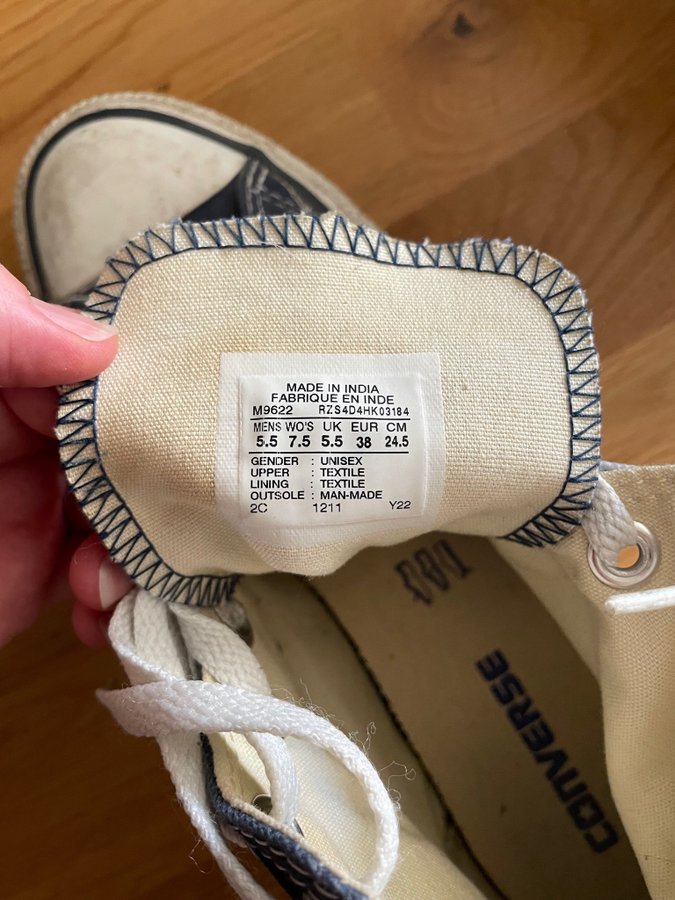 MADE IN INDIA
FABRIQUE EN INDE
M9622 RZS4D4HK03184
MENS WO'S UK EUR CM
5.5 7.5 5.5 38 24.5
GENDER : UNISEX
UPPER : TEXTILE
LINING : TEXTILE
OUTSOLE : MAN-MADE
2C 1211 Y22
CONVERSE